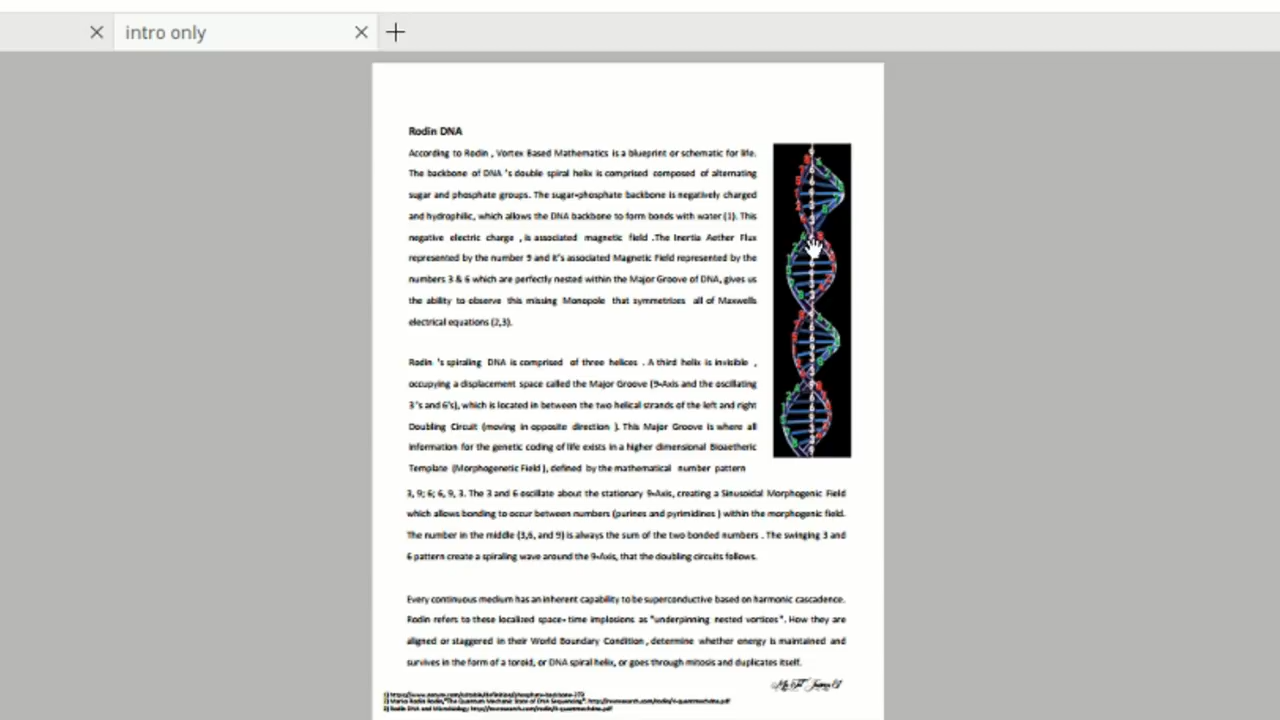 intro only
Rodin DNA
According to Rodin , Vortex Based Mathematics is a blueprint or schematic for life.
The backbone of DNA 's double spiral helix is comprised composed of alternating
sugar and phosphate groups. The sugar-phosphate backbone is negatively charged
and hydrophilic, which allows the DNA backbone to form bonds with water (1). This
negative electric charge , is associated magnetic field .The Inertia Aether Flux
represented by the number 9 and it's associated Magnetic Field represented by the
numbers 3 & 6 which are perfectly nested within the Major Groove of DNA, gives us
the ability to observe this missing Monopole that symmetrizes all of Maxwells
electrical equations (2,3).
Rodin 's spiraling DNA is comprised of three helices . A third helix is invisible ,
occupying a displacement space called the Major Groove (9-Axis and the oscillating
3 's and 6's), which is located in between the two helical strands of the left and right
Doubling Circuit (moving in opposite direction ). This Major Groove is where all
information for the genetic coding of life exists in a higher dimensional Bioaetheric
Template (Morphogenetic Field ), defined by the mathematical number pattern
3, 9; 6; 6, 9, 3. The 3 and 6 oscillate about the stationary 9-Axis, creating a Sinusoidal Morphogenic Field
which allows bonding to occur between numbers (purines and pyrimidines ) within the morphogenic field.
The number in the middle (3,6, and 9) is always the sum of the two bonded numbers . The swinging 3 and
6 pattern create a spiraling wave around the 9-Axis, that the doubling circuits follows.
Every continuous medium has an inherent capability to be superconductive based on harmonic cascadence.
Rodin refers to these localized space- time implosions as "underpinning nested vortices". How they are
aligned or staggered in their World Boundary Condition , determine whether energy is maintained and
survives in the form of a toroid, or DNA spiral helix, or goes through mitosis and duplicates itself.
2) Marko Rodin Rodin,"The Quantum Mechanic State of DNA Sequencing".
3) Rodin DNA and Microbiology